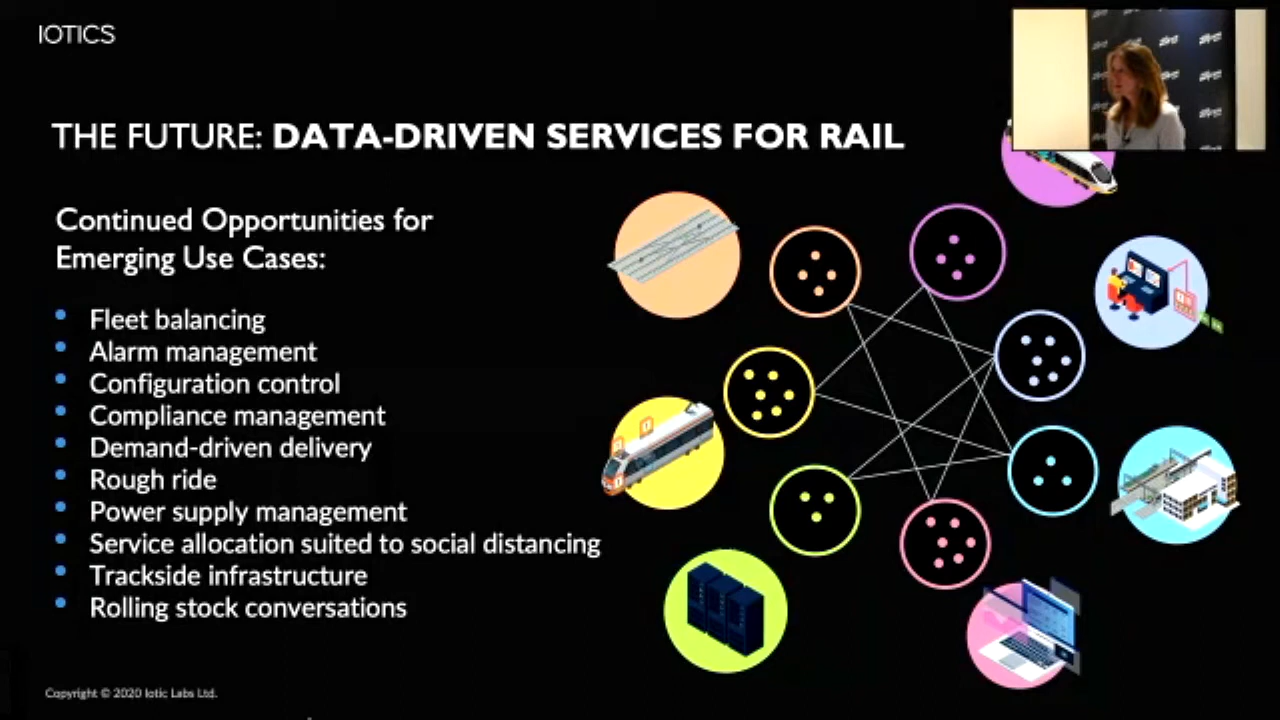 IOTICS
THE FUTURE: DATA-DRIVEN SERVICES FOR RAIL
Continued Opportunities for
Emerging Use Cases:
• Fleet balancing
• Alarm management
• Configuration control
• Compliance management
• Demand-driven delivery
• Rough ride
• Power supply management
• Service allocation suited to social distancing
• Trackside infrastructure
• Rolling stock conversations
Copyright © 2020 Iotic Labs Ltd.